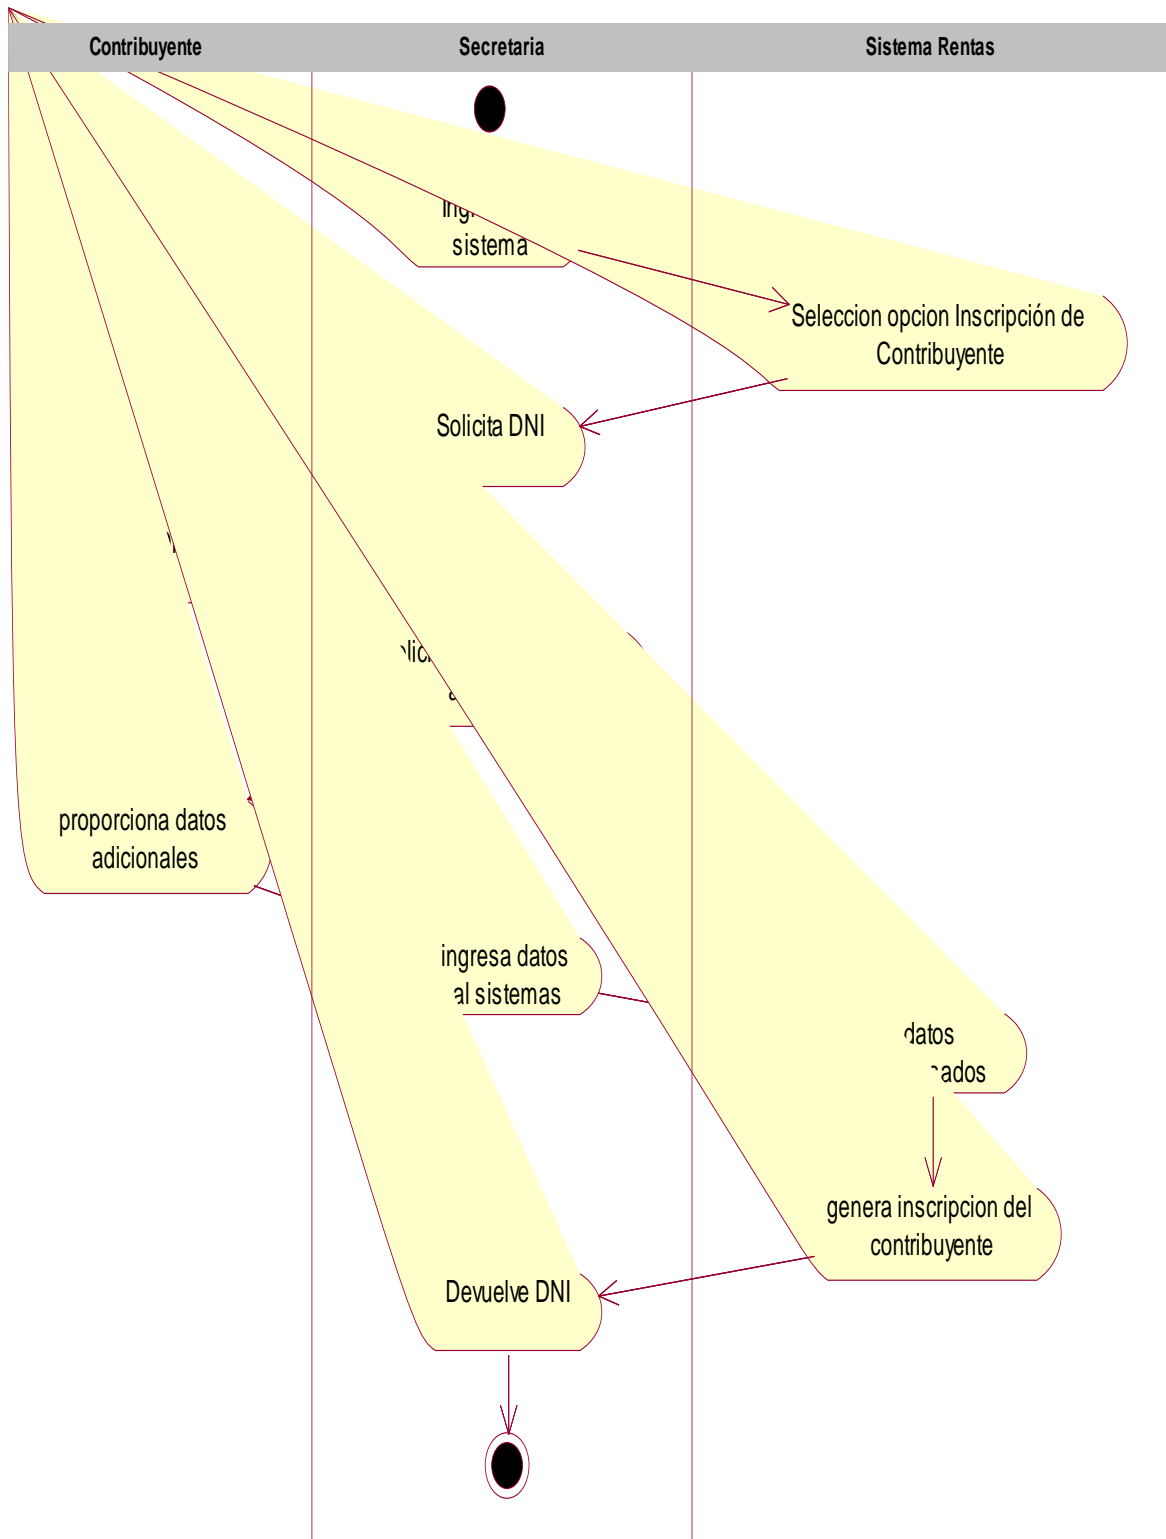 Contribuyente
Secretaria
Sistema Rentas
sistema
Seleccion opcion Inscripción de
Contribuyente
Solicita DNI
proporciona datos
adicionales
ingresa datos
al sistemas
datos
genera inscripcion del
contribuyente
Devuelve DNI